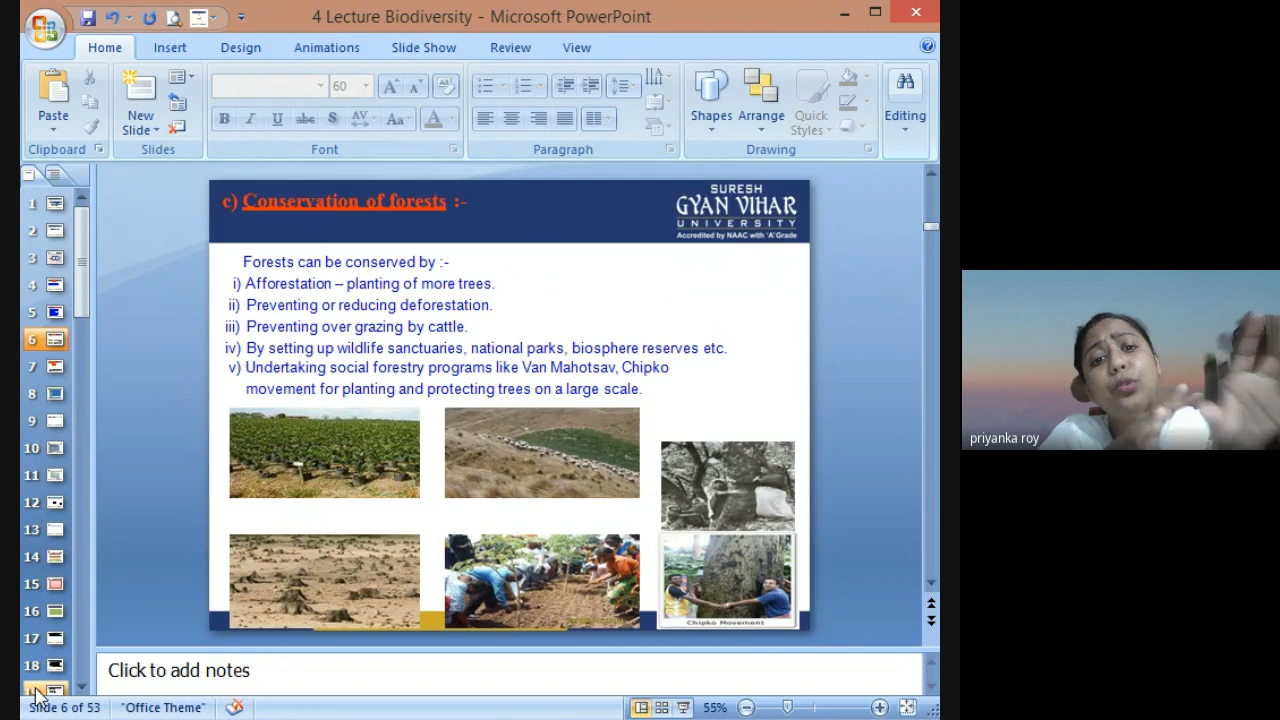 4 Lecture Biodiversity - Microsoft PowerPoint
Home Insert Design Animations Slide Show Review View
60
Paste
New Slide
B I U abc S AV Aa A
Shapes Arrange Quick Styles Editing
Clipboard Slides Font Paragraph Drawing
1
2
3
4
5
6
7
8
9
10
11
12
13
14
15
16
17
18
c) Conservation of forests :-
SURESH
GYAN VIHAR
UNIVERSITY
Accredited by NAAC with 'A' Grade
Forests can be conserved by :-
i) Afforestation – planting of more trees.
ii) Preventing or reducing deforestation.
iii) Preventing over grazing by cattle.
iv) By setting up wildlife sanctuaries, national parks, biosphere reserves etc.
v) Undertaking social forestry programs like Van Mahotsav, Chipko
movement for planting and protecting trees on a large scale.
Chipko Movement
priyanka roy
Click to add notes
Slide 6 of 53 "Office Theme" 55%